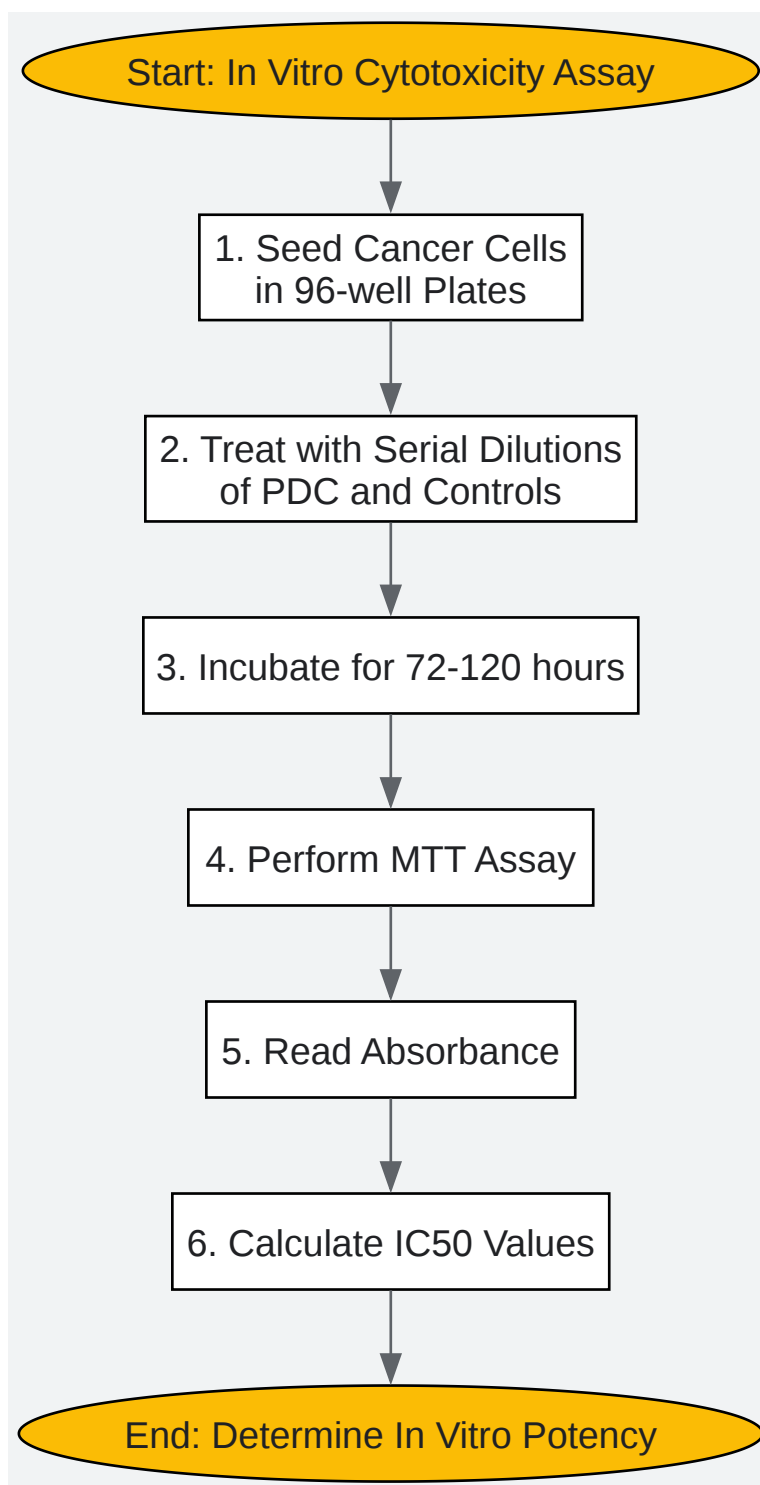 Start: In Vitro Cytotoxicity Assay
1. Seed Cancer Cells
in 96-well Plates
2. Treat with Serial Dilutions
of PDC and Controls
3. Incubate for 72-120 hours
4. Perform MTT Assay
5. Read Absorbance
6. Calculate IC50 Values
End: Determine In Vitro Potency